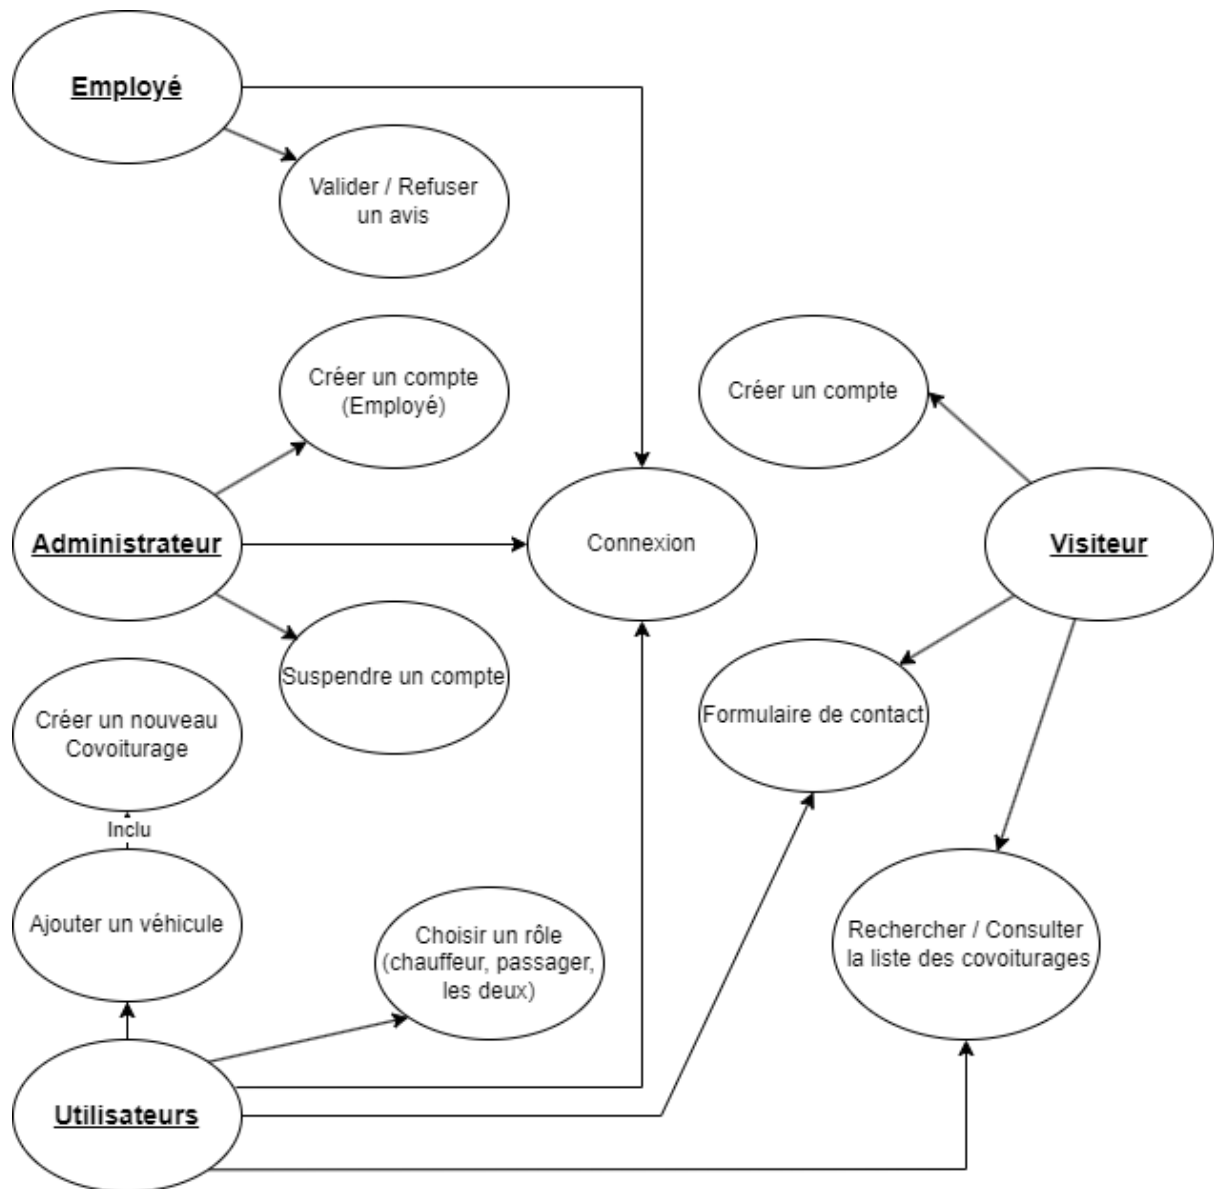 Employé
Valider / Refuser
un avis
Créer un compte
(Employé)
Créer un compte
Administrateur
Connexion
Visiteur
Suspendre un compte
Créer un nouveau
Covoiturage
Formulaire de contact
Inclu
Ajouter un véhicule
Choisir un rôle
(chauffeur, passager,
les deux)
Rechercher / Consulter
la liste des covoiturages
Utilisateurs